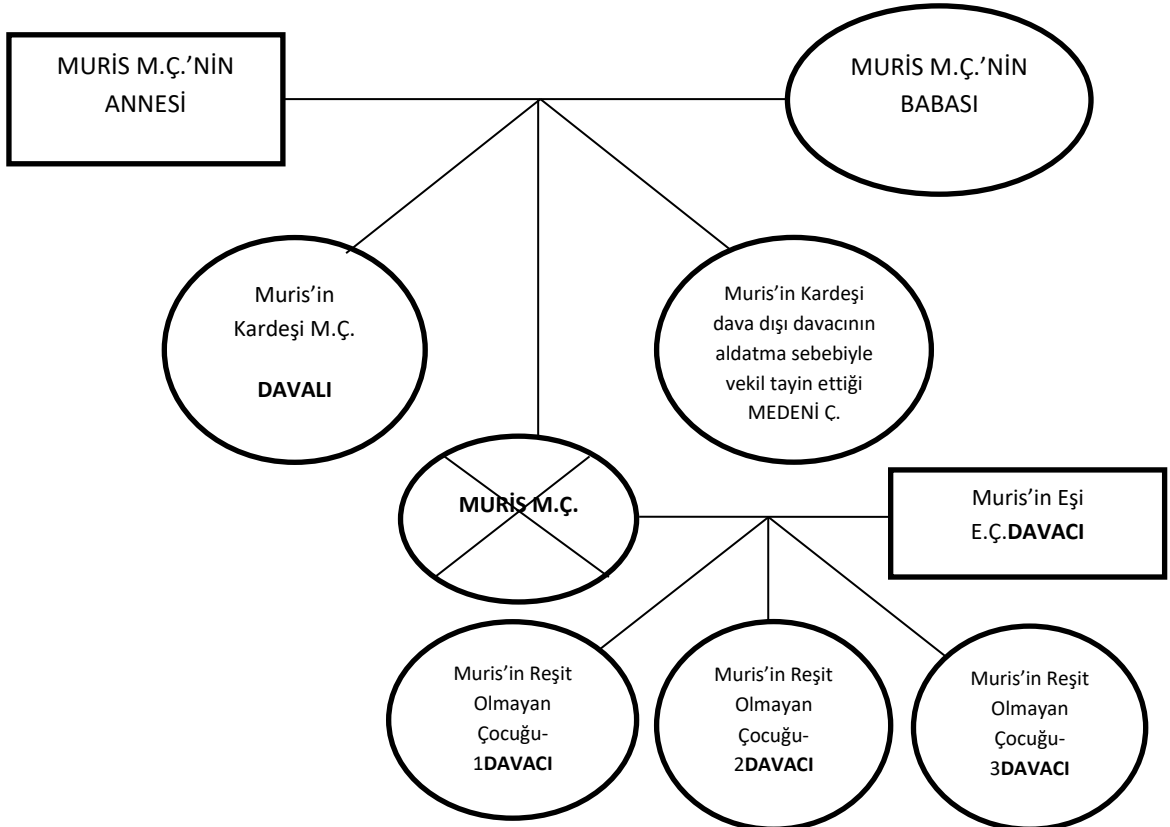 MURİS M.Ç.’NİN
ANNESİ
MURİS M.Ç.’NİN
BABASI
Muris’in
Kardeşi M.Ç.
DAVALI
Muris’in Kardeşi
dava dışı davacının
aldatma sebebiyle
vekil tayin ettiği
MEDENİ Ç.
MURİS M.Ç.
Muris’in Eşi
E.Ç.DAVACI
Muris’in Reşit
Olmayan
Çocuğu-
1DAVACI
Muris’in Reşit
Olmayan
Çocuğu-
2DAVACI
Muris’in Reşit
Olmayan
Çocuğu-
3DAVACI